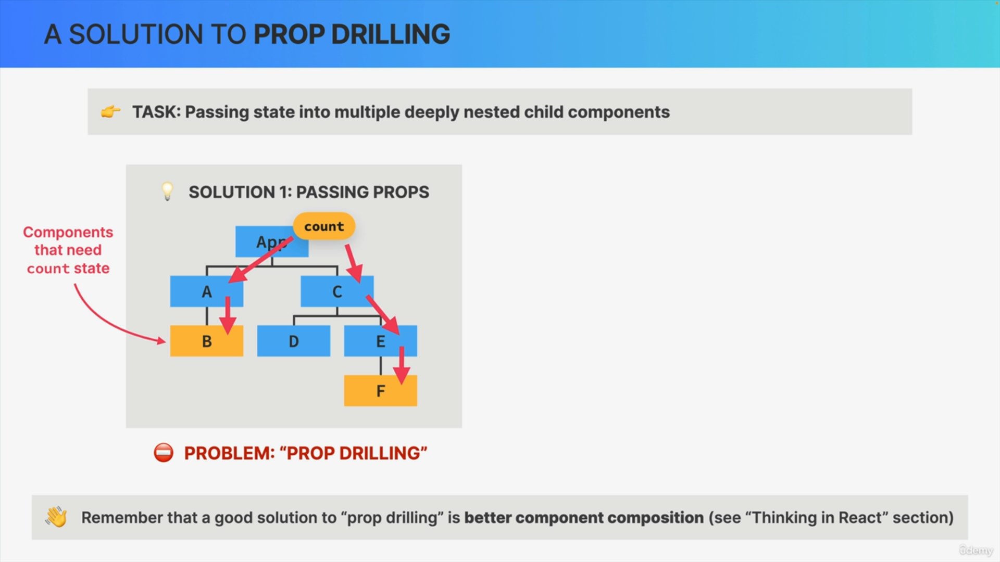 A SOLUTION TO PROP DRILLING
👉 TASK: Passing state into multiple deeply nested child components
💡 SOLUTION 1: PASSING PROPS
Components
that need
count state
count
App
A
C
B
D
E
F
⛔ PROBLEM: “PROP DRILLING”
👋 Remember that a good solution to “prop drilling” is better component composition (see “Thinking in React” section)
ûdemy